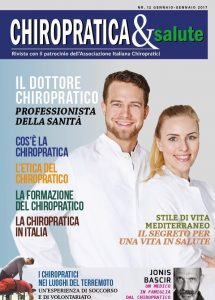 NR. 12 GENNAIO-GENNAIO 2017
CHIROPRATICA&salute
Rivista con il patrocinio dell'Associazione Italiana Chiropratici
IL DOTTORE
CHIROPRATICO
PROFESSIONISTA
DELLA SANITÀ
COS'È LA
CHIROPRATICA
L'ETICA DEL
CHIROPRATICO
LA FORMAZIONE
DEL CHIROPRATICO
LA CHIROPRATICA
IN ITALIA
STILE DI VITA
MEDITERRANEO
IL SEGRETO PER
UNA VITA IN SALUTE
I CHIROPRATICI
NEI LUOGHI DEL TERREMOTO
UN'ESPERIENZA DI SOCCORSO
E DI VOLONTARIATO
JONIS
BASCIR
UN MEDICO
IN FAMIGLIA
DAL CHIROPRATICO